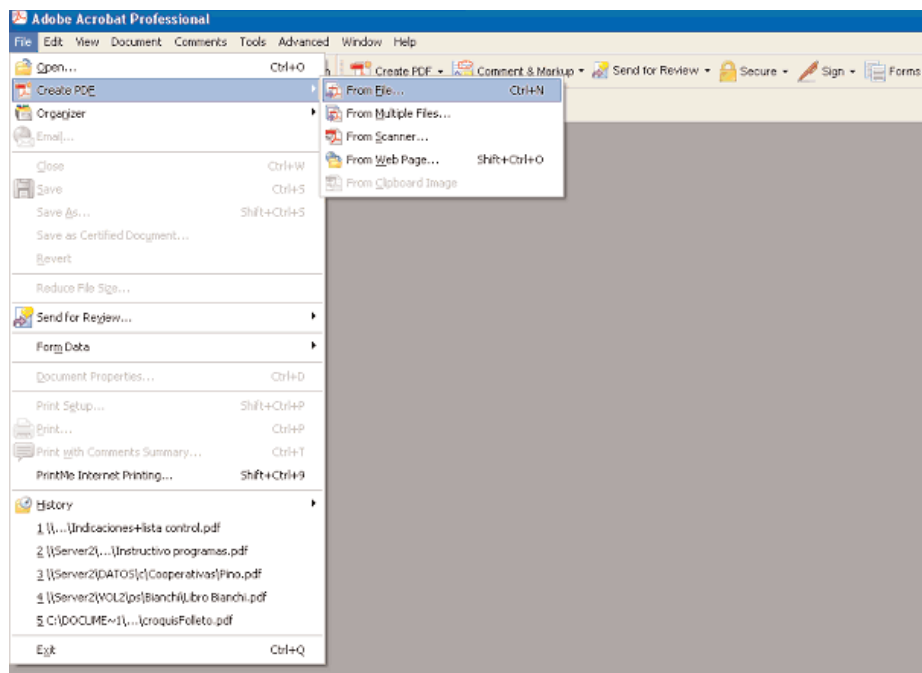 Adobe Acrobat Professional
File Edit View Document Comments Tools Advanced Window Help
Create PDF Comment & Markup Send for Review Secure Sign Forms
Open... Ctrl+O
Create PDF
Organizer
Email...
Close Ctrl+W
Save Ctrl+S
Save As... Shift+Ctrl+S
Save as Certified Document...
Revert
Reduce File Size...
Send for Review...
Form Data
Document Properties... Ctrl+D
Print Setup... Shift+Ctrl+P
Print... Ctrl+P
Print with Comments Summary... Ctrl+T
PrintMe Internet Printing... Shift+Ctrl+9
History
1 \\...\Indicaciones+lista control.pdf
2 \\Server2\...\Instructivo programas.pdf
3 \\Server2\DATOS\c\Cooperativas\Pino.pdf
4 \\Server2\VOL2\ps\Bianchi\Libro Bianchi.pdf
5 C:\DOCUME~1\...\croquisFolleto.pdf
Exit Ctrl+Q
From File... Ctrl+N
From Multiple Files...
From Scanner...
From Web Page... Shift+Ctrl+O
From Clipboard Image